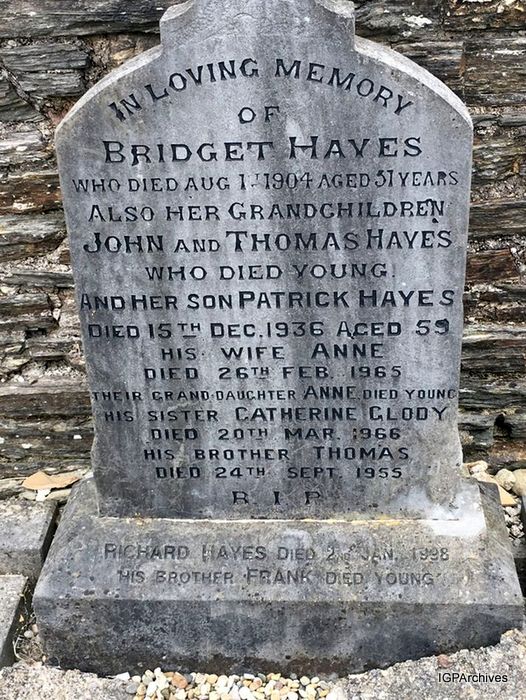 IN LOVING MEMORY
OF
BRIDGET HAYES
WHO DIED AUG 1ST 1904 AGED 51 YEARS
ALSO HER GRANDCHILDREN
JOHN AND THOMAS HAYES
WHO DIED YOUNG.
AND HER SON PATRICK HAYES
DIED 15TH DEC. 1936 AGED 59
HIS WIFE ANNE
DIED 26TH FEB. 1965
THEIR GRAND-DAUGHTER ANNE DIED YOUNG
HIS SISTER CATHERINE GLODY
DIED 20TH MAR. 1966
HIS BROTHER THOMAS
DIED 24TH SEPT. 1955
R I P
RICHARD HAYES DIED JAN. 1998
HIS BROTHER FRANK DIED YOUNG
IGPArchives